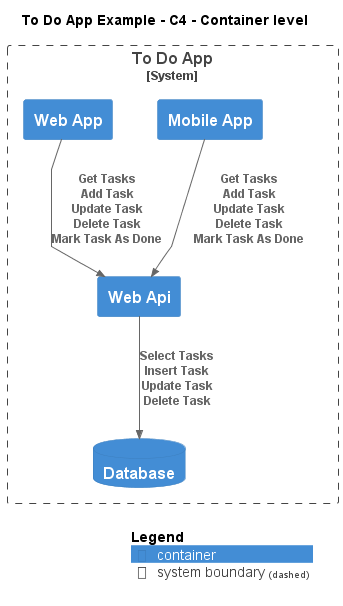 To Do App Example - C4 - Container level
To Do App
[System]
Web App
Mobile App
Get Tasks
Add Task
Update Task
Delete Task
Mark Task As Done
Get Tasks
Add Task
Update Task
Delete Task
Mark Task As Done
Web Api
Select Tasks
Insert Task
Update Task
Delete Task
Database
Legend
container
system boundary (dashed)